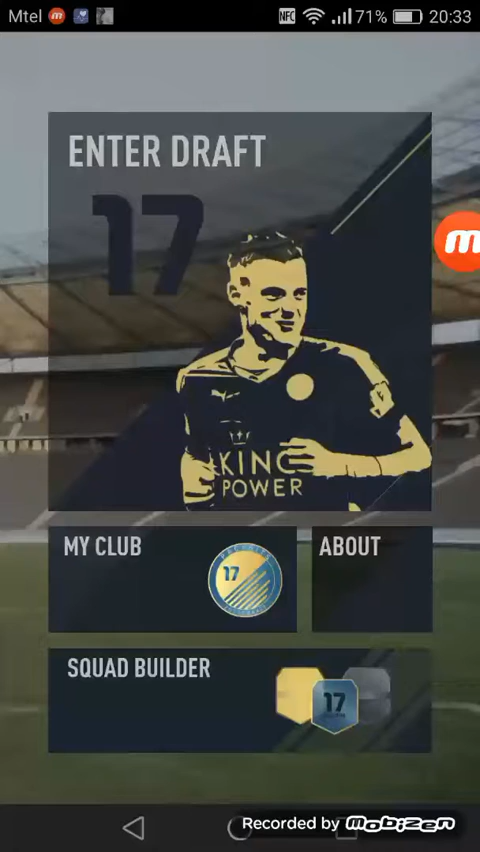 Mtel
NFC
71%
20:33
ENTER DRAFT
17
m
KING
POWER
MY CLUB
17
ABOUT
SQUAD BUILDER
17
Recorded by mobizen